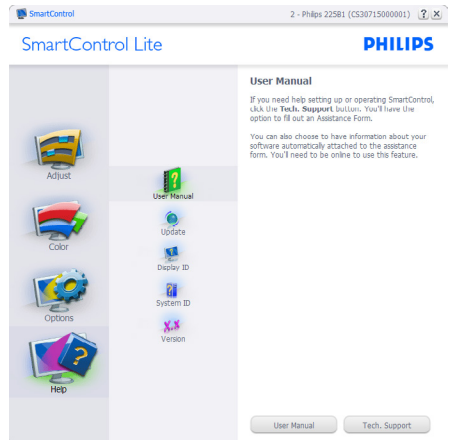 SmartControl
2 - Philips 225B1 (CS30715000001)
?
X
SmartControl Lite
PHILIPS
Adjust
Color
Options
Help
User Manual
Update
Display ID
System ID
X.X
Version
User Manual
If you need help setting up or operating SmartControl,
click the Tech. Support button. You'll have the
option to fill out an Assistance Form.
You can also choose to have information about your
software automatically attached to the assistance
form. You'll need to be online to use this feature.
User Manual
Tech. Support